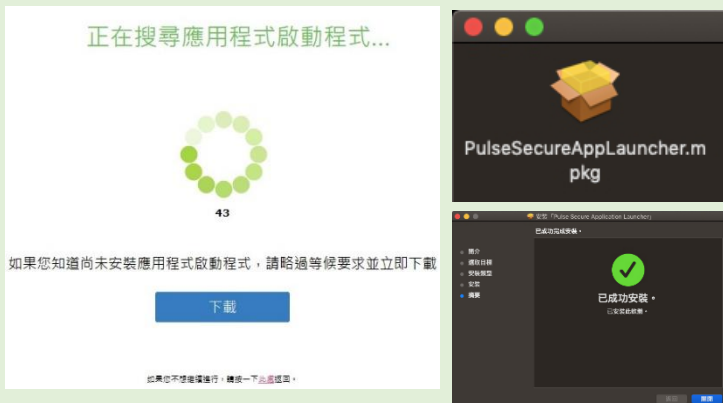 正在搜尋應用程式啟動程式...
43
如果您知道尚未安裝應用程式啟動程式，請略過等候要求並立即下載
下載
如果您不想繼續進行，請按一下此處返回。
PulseSecureAppLauncher.m
pkg
安裝「Pulse Secure Application Launcher」
已成功完成安裝。
簡介
選取目標
安裝類型
安裝
摘要
已成功安裝。
已安裝此軟體。